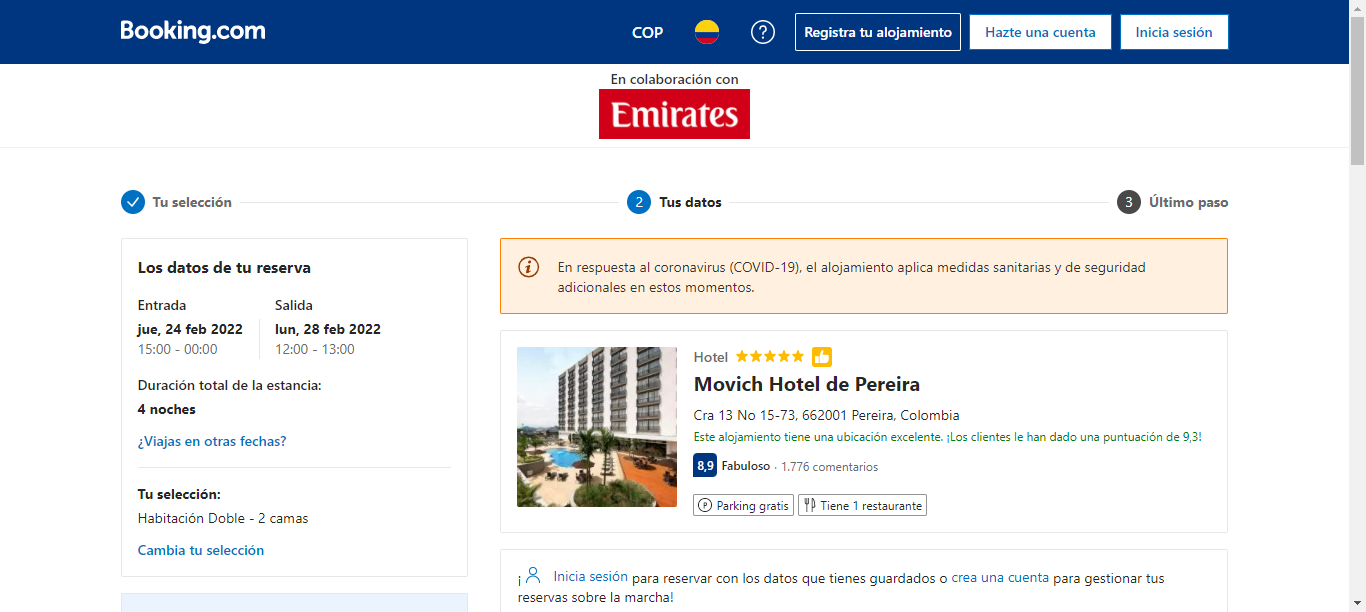 Booking.com
COP
?
Registra tu alojamiento
Hazte una cuenta
Inicia sesión
En colaboración con
Emirates
Tu selección
2 Tus datos
3 Último paso
Los datos de tu reserva
Entrada
Salida
jue, 24 feb 2022
lun, 28 feb 2022
15:00 - 00:00
12:00 - 13:00
Duración total de la estancia:
4 noches
¿Viajas en otras fechas?
Tu selección:
Habitación Doble - 2 camas
Cambia tu selección
En respuesta al coronavirus (COVID-19), el alojamiento aplica medidas sanitarias y de seguridad
adicionales en estos momentos.
Hotel
Movich Hotel de Pereira
Cra 13 No 15-73, 662001 Pereira, Colombia
Este alojamiento tiene una ubicación excelente. ¡Los clientes le han dado una puntuación de 9,3!
8,9 Fabuloso · 1.776 comentarios
P Parking gratis
Tiene 1 restaurante
¡ Inicia sesión para reservar con los datos que tienes guardados o crea una cuenta para gestionar tus
reservas sobre la marcha!